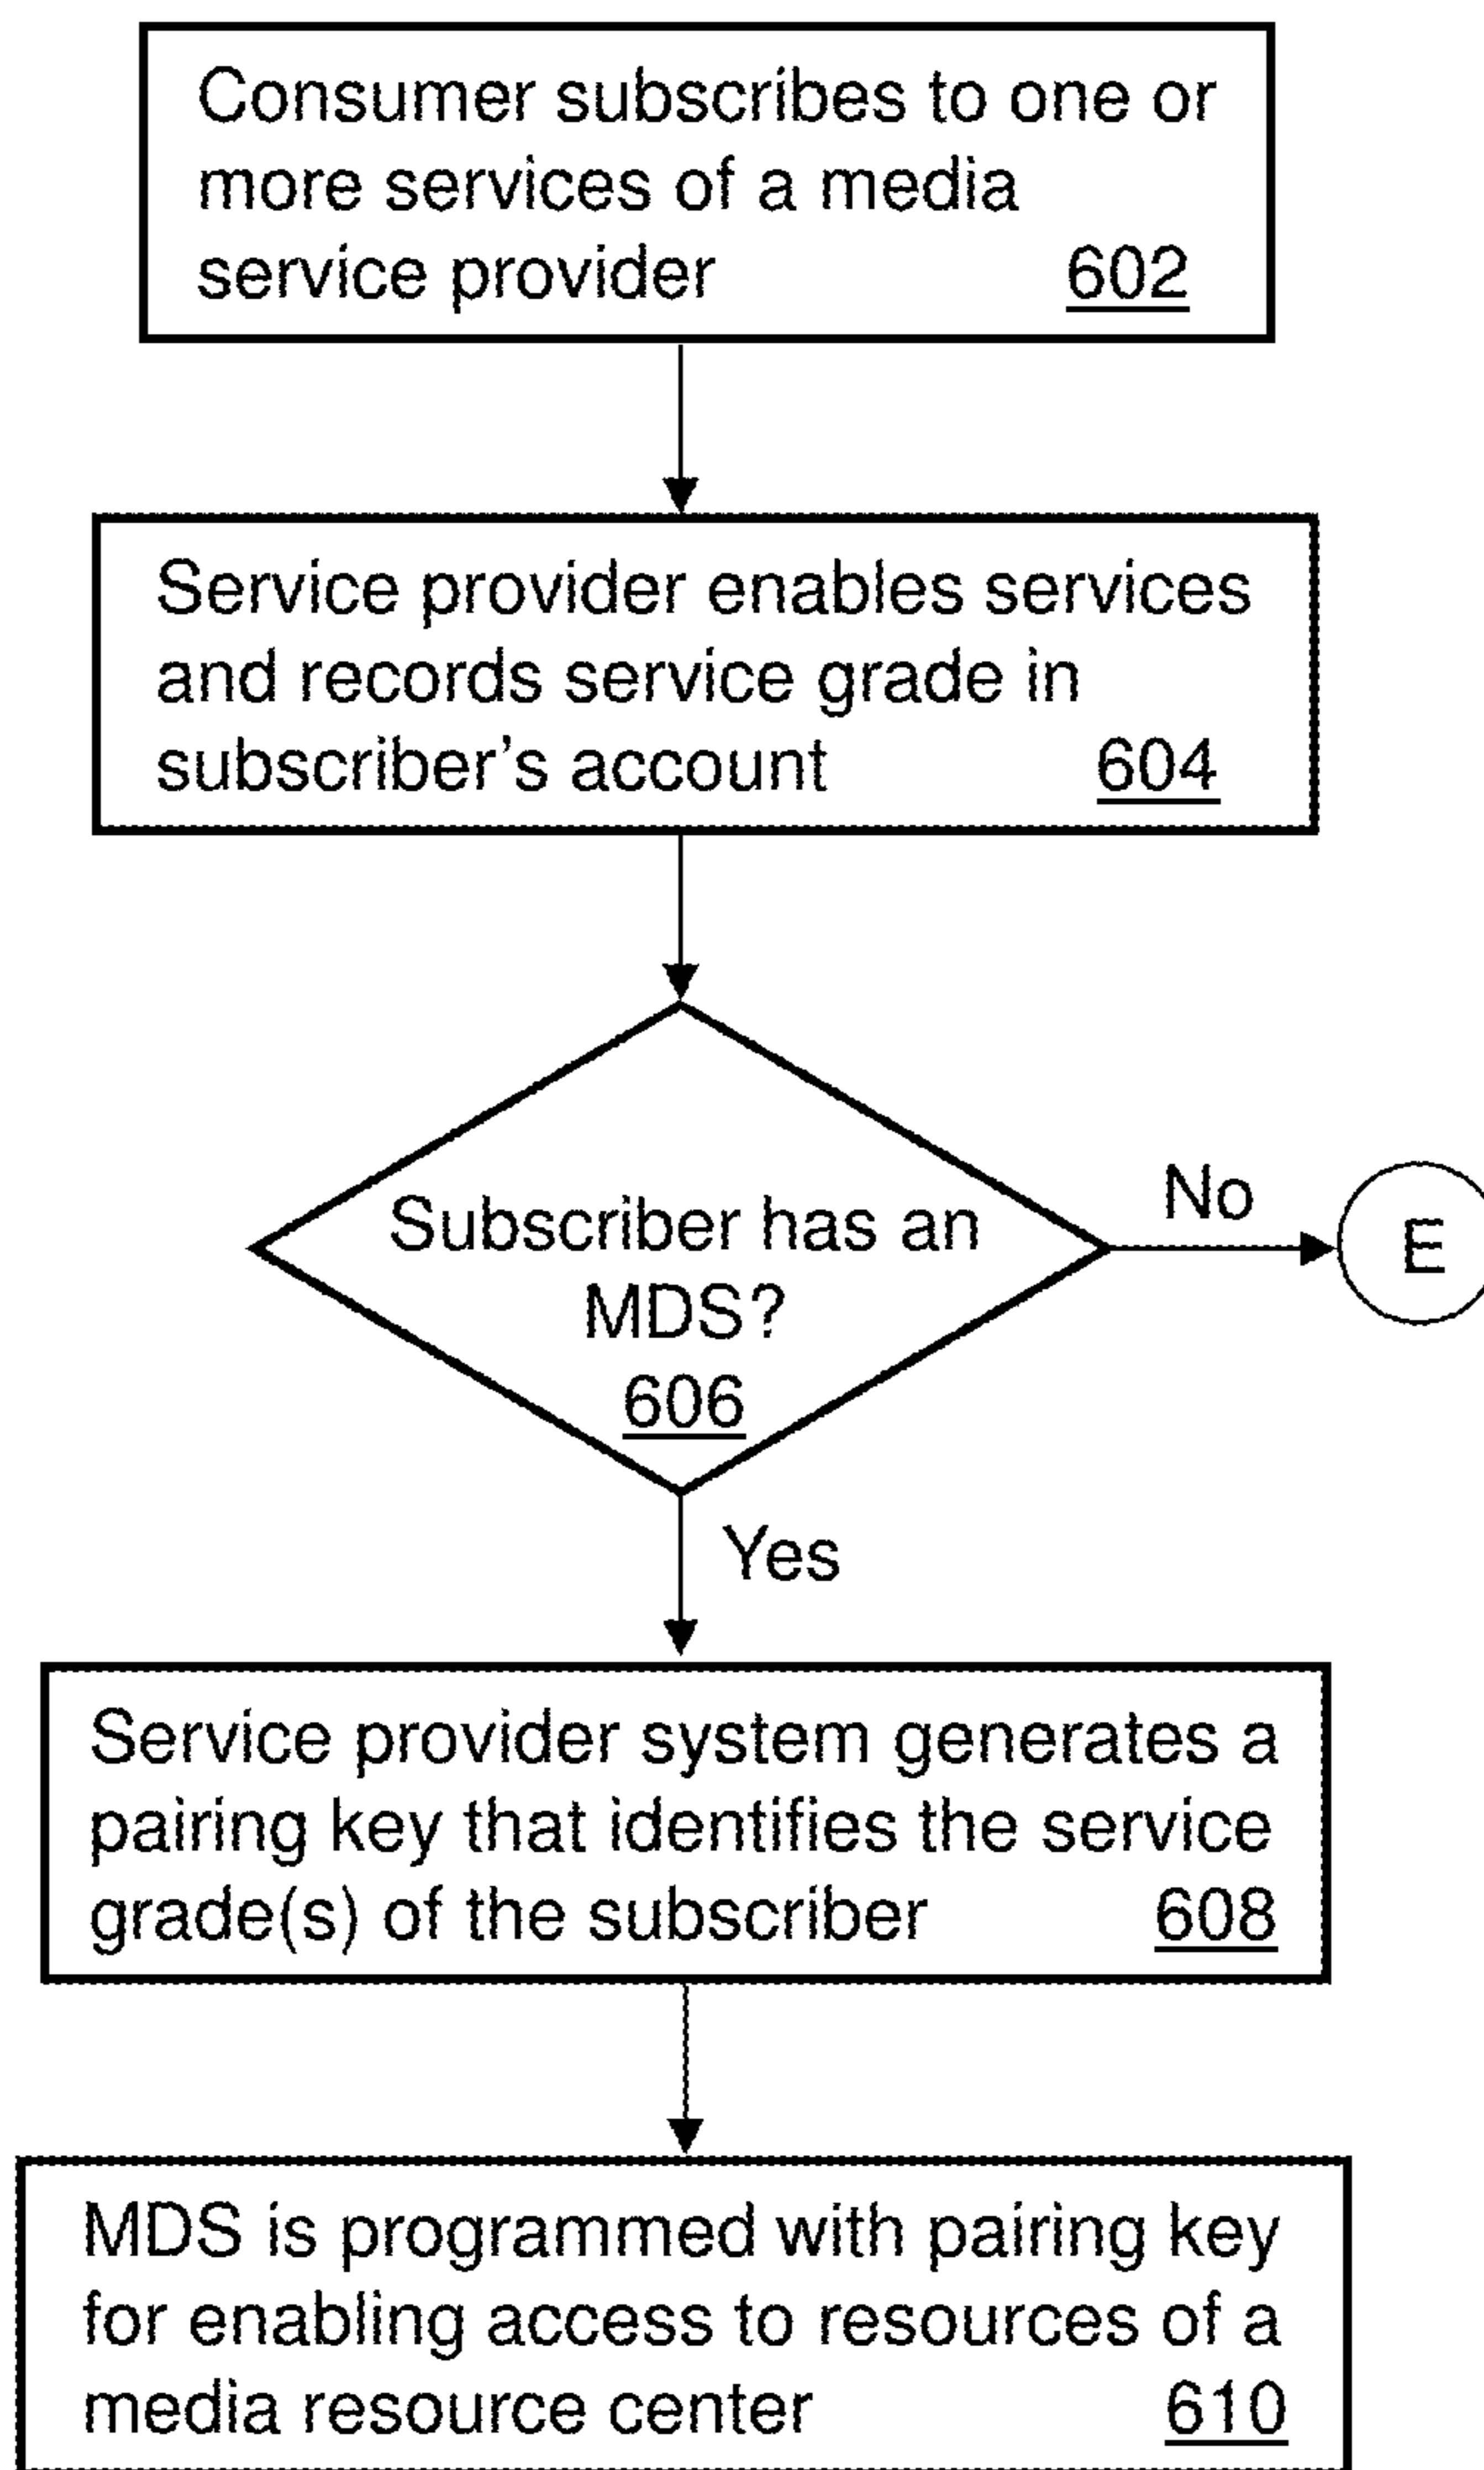 Consumer subscribes to one or
more services of a media
service provider 602
Service provider enables services
and records service grade in
subscriber's account 604
Subscriber has an
MDS?
606
No
E
Yes
Service provider system generates a
pairing key that identifies the service
grade(s) of the subscriber 608
MDS is programmed with pairing key
for enabling access to resources of a
media resource center 610